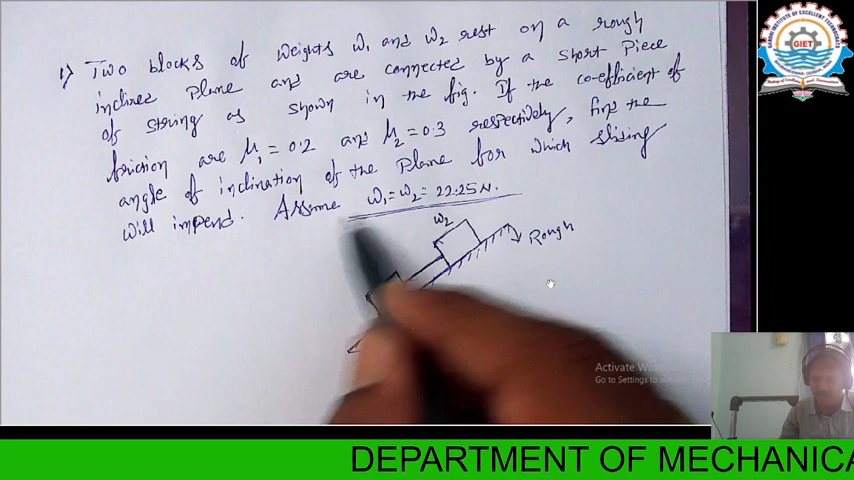 1) Two blocks of weights W1 and W2 rest on a rough
inclined plane and are connected by a short piece
of string as shown in the fig. If the co-efficient of
friction are μ1 = 0.2 and μ2 = 0.3 respectively, find the
angle of inclination of the plane for which sliding
will impend. Assume W1 = W2 = 22.25 N.
W2
Rough
GIET
Activate Wind
Go to Settings to
DEPARTMENT OF MECHANICA